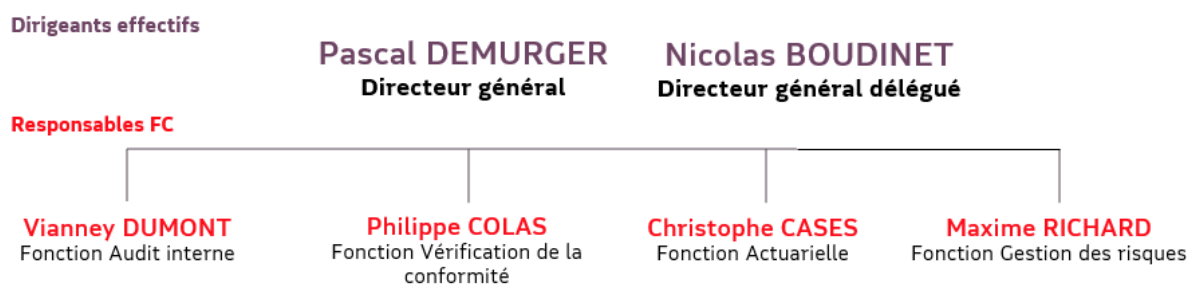 Dirigeants effectifs
Pascal DEMURGER
Nicolas BOUDINET
Directeur général
Directeur général délégué
Responsables FC
Vianney DUMONT
Philippe COLAS
Christophe CASES
Maxime RICHARD
Fonction Audit interne
Fonction Vérification de la
conformité
Fonction Actuarielle
Fonction Gestion des risques